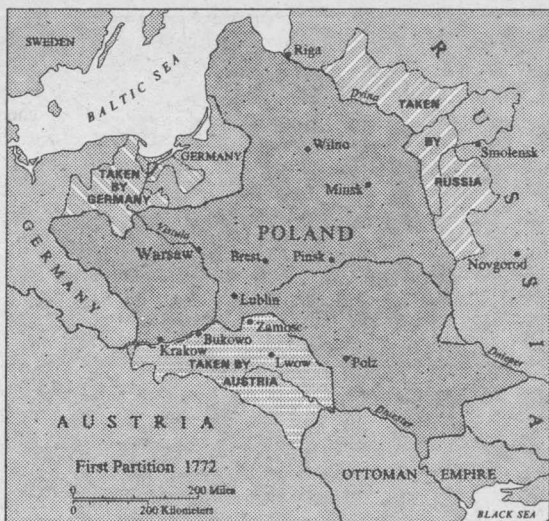 SWEDEN
BALTIC SEA
Riga
R
U
S
S
I
A
Dvina
TAKEN
BY
RUSSIA
Smolensk
Wilno
Minsk
GERMANY
TAKEN
BY
GERMANY
GERMANY
Vistula
POLAND
Warsaw
Brest
Pinsk
Novgorod
Lublin
Zamosc
Krakow
Bukowo
Lwow
Polz
TAKEN BY
AUSTRIA
Dnieper
Dniester
AUSTRIA
First Partition 1772
0 200 Miles
0 200 Kilometers
OTTOMAN EMPIRE
BLACK SEA